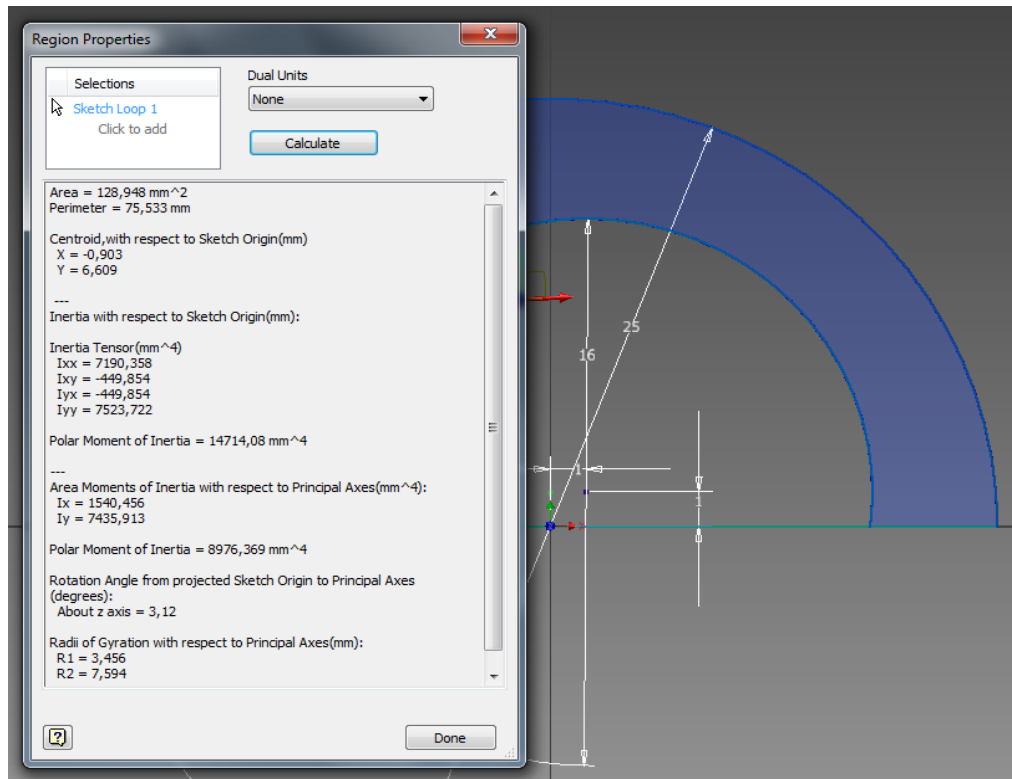 Region Properties
Selections
Sketch Loop 1
Click to add
Dual Units
None
Calculate
Area = 128,948 mm^2
Perimeter = 75,533 mm
Centroid,with respect to Sketch Origin(mm)
X = -0,903
Y = 6,609
---
Inertia with respect to Sketch Origin(mm):
Inertia Tensor(mm^4)
Ixx = 7190,358
Ixy = -449,854
Iyx = -449,854
Iyy = 7523,722
Polar Moment of Inertia = 14714,08 mm^4
---
Area Moments of Inertia with respect to Principal Axes(mm^4):
Ix = 1540,456
Iy = 7435,913
Polar Moment of Inertia = 8976,369 mm^4
Rotation Angle from projected Sketch Origin to Principal Axes
(degrees):
About z axis = 3,12
Radii of Gyration with respect to Principal Axes(mm):
R1 = 3,456
R2 = 7,594
Done
25
16
1
1